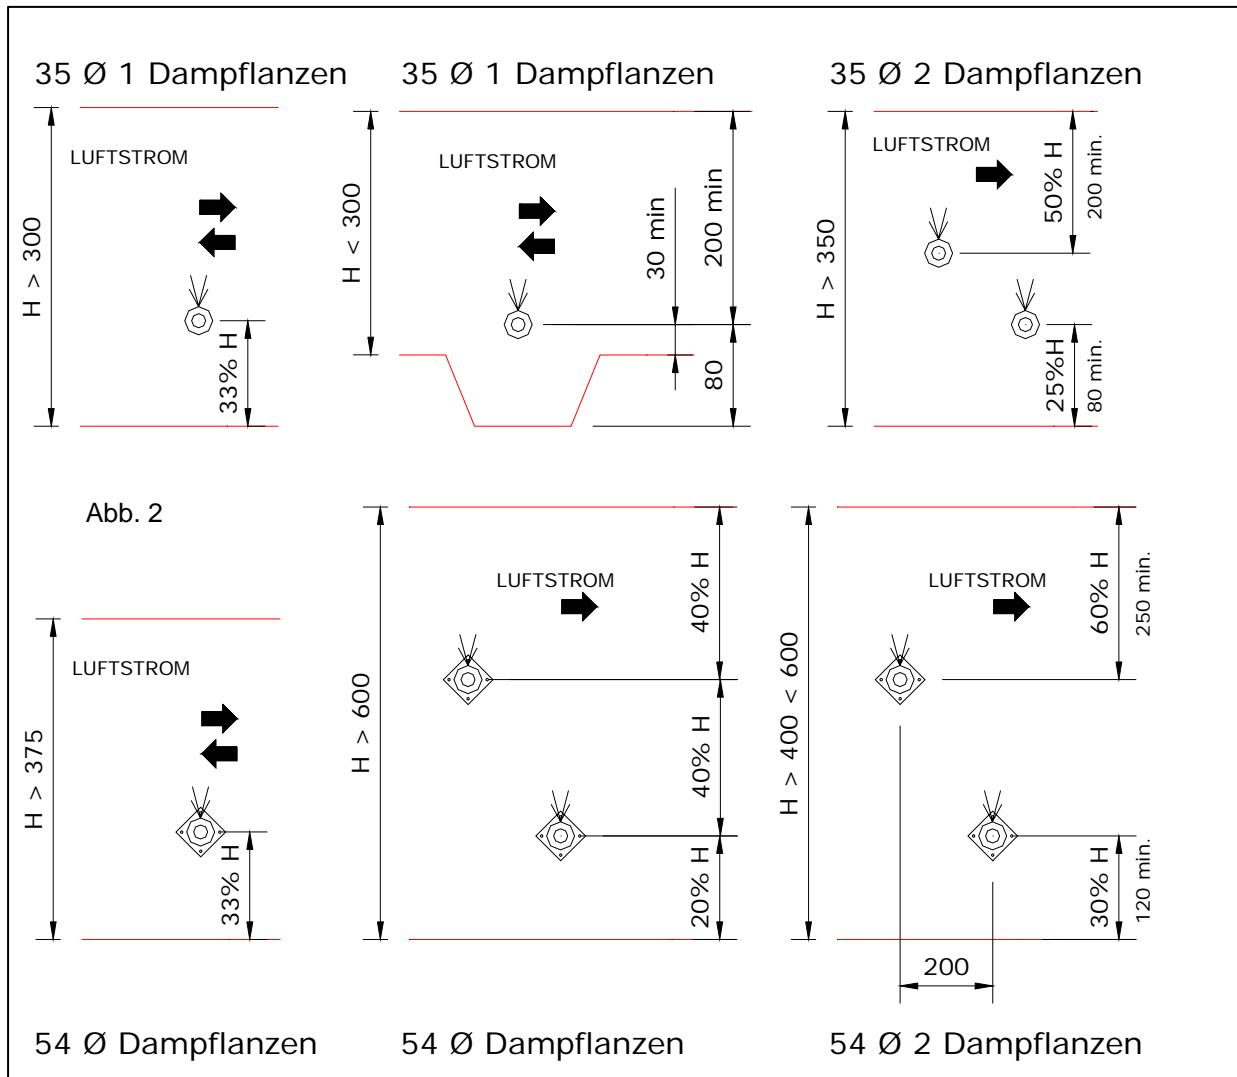 35 Ø 1 Dampflanzen
LUFTSTROM
H > 300
33% H
35 Ø 1 Dampflanzen
LUFTSTROM
H < 300
30 min
200 min
80
35 Ø 2 Dampflanzen
LUFTSTROM
H > 350
50% H
200 min.
25%H
80 min.
Abb. 2
LUFTSTROM
H > 375
33% H
54 Ø Dampflanzen
LUFTSTROM
H > 600
40% H
40% H
20% H
54 Ø Dampflanzen
LUFTSTROM
H > 400 < 600
60% H
250 min.
30% H
120 min.
200
54 Ø 2 Dampflanzen